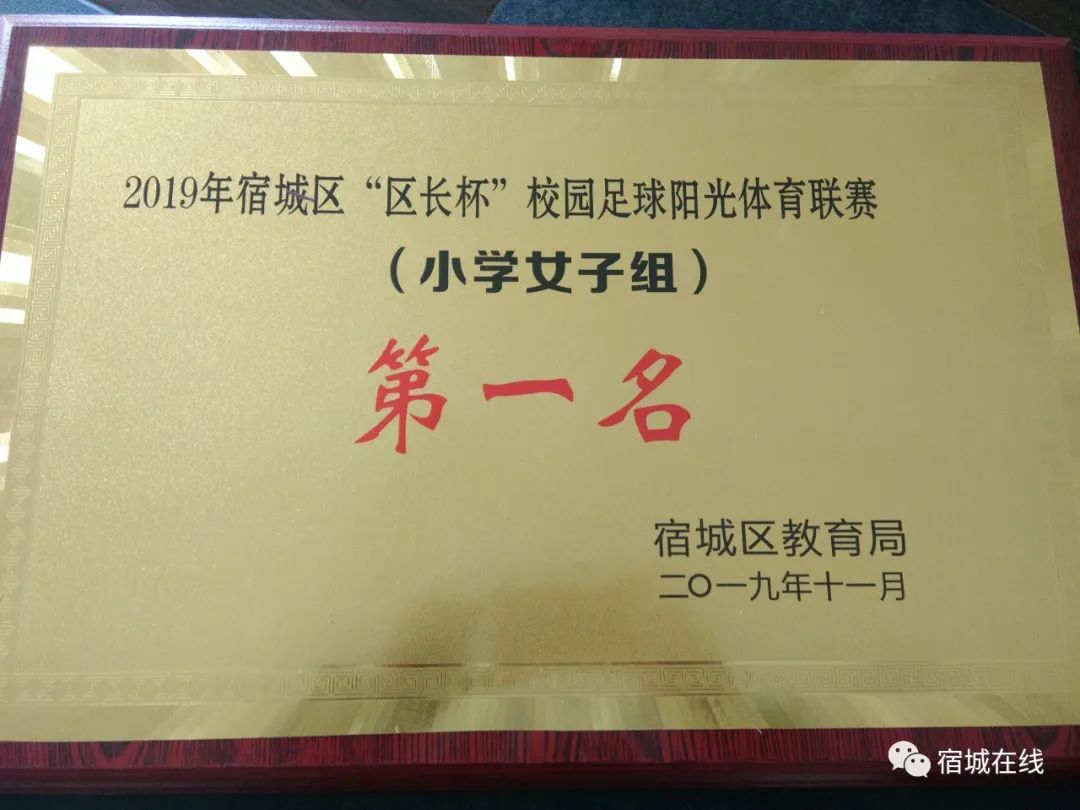 2019年宿城区“区长杯”校园足球阳光体育联赛
（小学女子组）
第一名
宿城区教育局
二〇一九年十一月
宿城在线